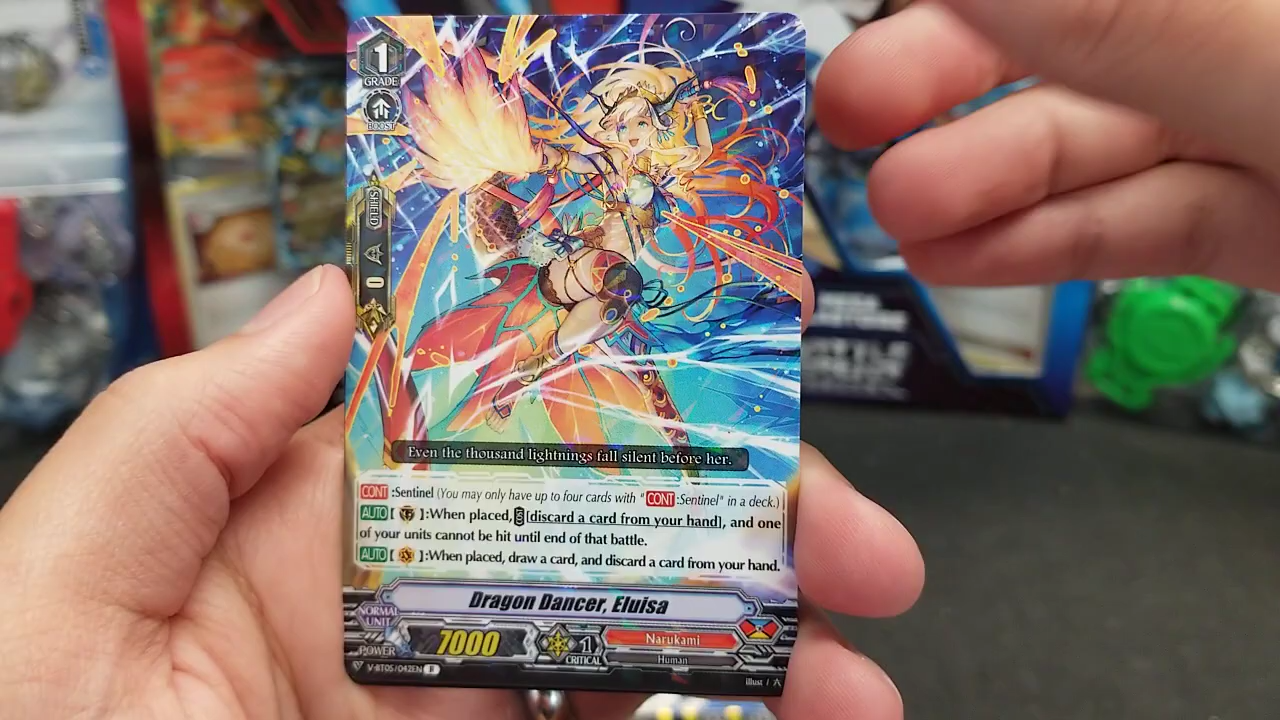 1
GRADE
BOOST
SHIELD
0
Even the thousand lightnings fall silent before her.
CONT :Sentinel (You may only have up to four cards with "CONT :Sentinel" in a deck.)
AUTO [ ]:When placed, [discard a card from your hand], and one
of your units cannot be hit until end of that battle.
AUTO [ ]:When placed, draw a card, and discard a card from your hand.
Dragon Dancer, Eluisa
NORMAL
UNIT
POWER
7000
1
CRITICAL
Narukami
Human
V-BT05/042EN R
illust /